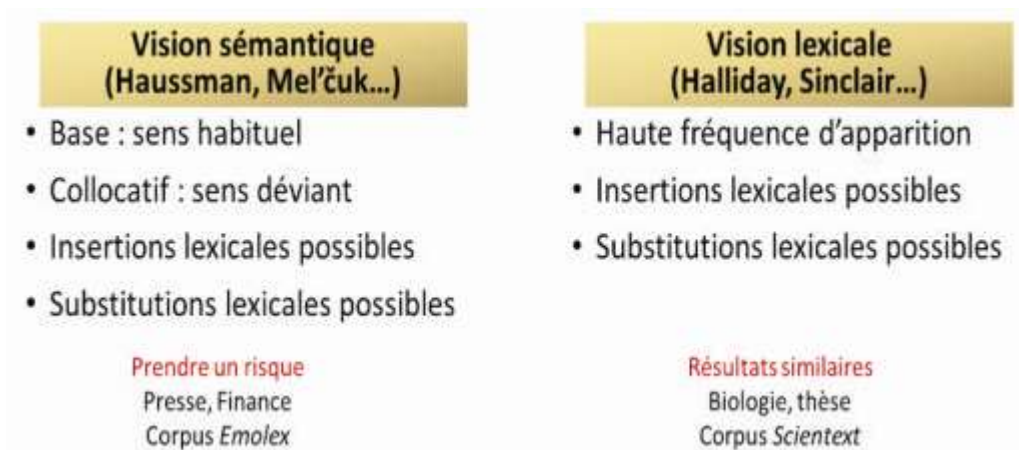 Vision sémantique
(Haussman, Mel'čuk...)
• Base : sens habituel
• Collocatif : sens déviant
• Insertions lexicales possibles
• Substitutions lexicales possibles
Prendre un risque
Presse, Finance
Corpus Emolex
Vision lexicale
(Halliday, Sinclair...)
• Haute fréquence d'apparition
• Insertions lexicales possibles
• Substitutions lexicales possibles
Résultats similaires
Biologie, thèse
Corpus Scientext